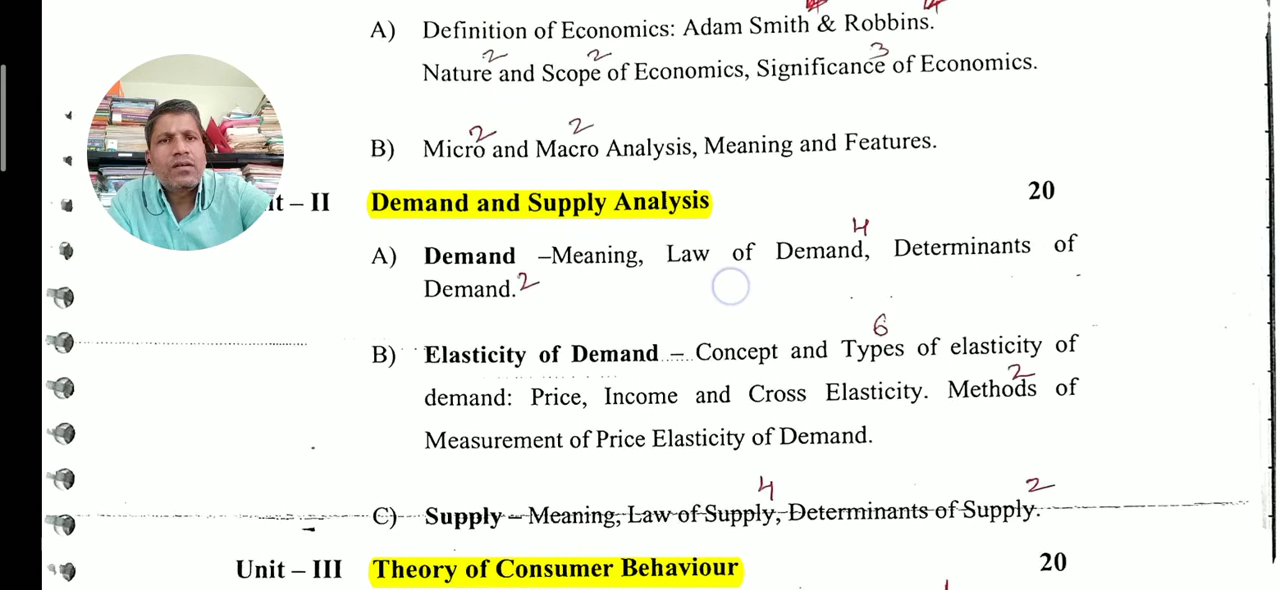 A) Definition of Economics: Adam Smith & Robbins.
2 2 3
Nature and Scope of Economics, Significance of Economics.
2 2
B) Micro and Macro Analysis, Meaning and Features.
t – II Demand and Supply Analysis 20
4
A) Demand –Meaning, Law of Demand, Determinants of
Demand. 2
6
B) Elasticity of Demand – Concept and Types of elasticity of
2
demand: Price, Income and Cross Elasticity. Methods of
Measurement of Price Elasticity of Demand.
4 2
C) Supply – Meaning, Law of Supply, Determinants of Supply.
Unit – III Theory of Consumer Behaviour 20